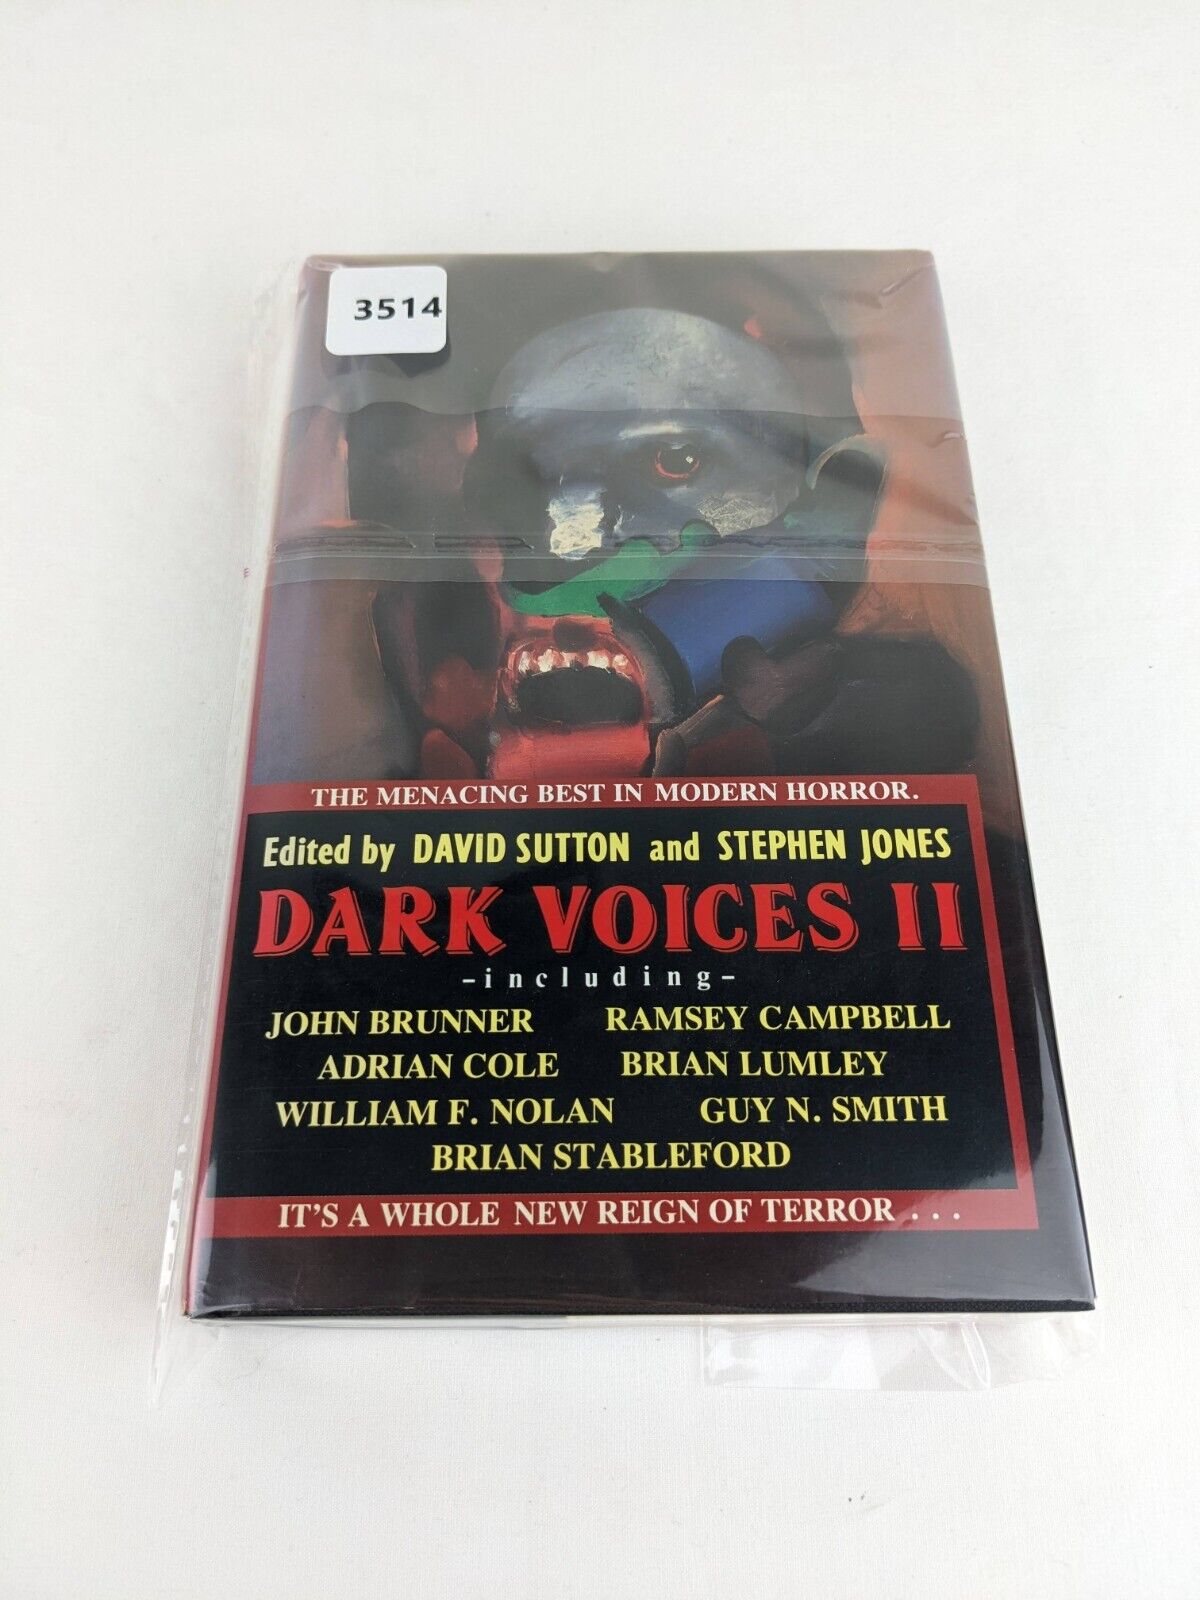 3514
THE MENACING BEST IN MODERN HORROR.
Edited by DAVID SUTTON and STEPHEN JONES
DARK VOICES II
-including-
JOHN BRUNNER RAMSEY CAMPBELL
ADRIAN COLE BRIAN LUMLEY
WILLIAM F. NOLAN GUY N. SMITH
BRIAN STABLEFORD
IT'S A WHOLE NEW REIGN OF TERROR . . .